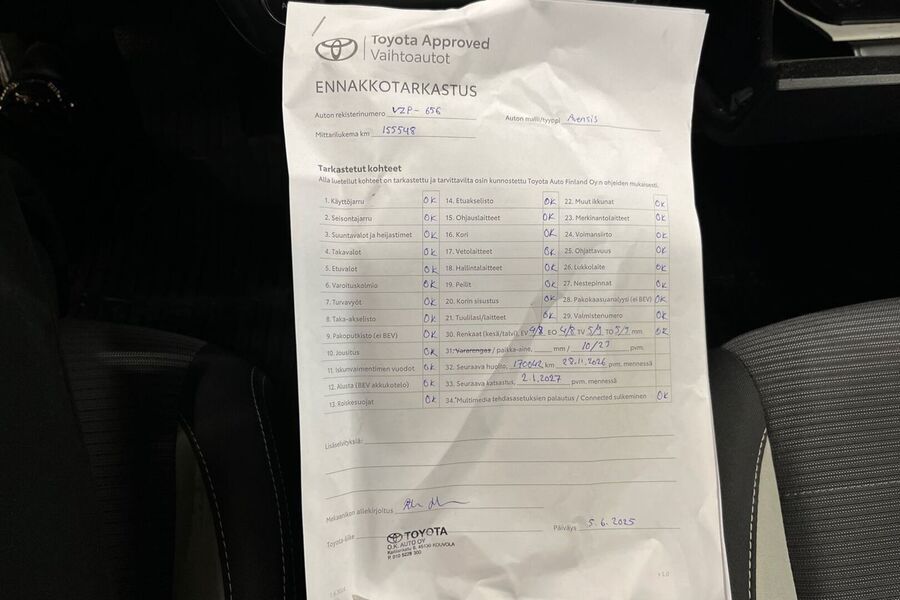 Toyota Approved
Vaihtoautot
ENNAKKOTARKASTUS
Auton rekisterinumero VZP-656 Auton malli/tyyppi Avensis
Mittarilukema km 155548
Tarkastetut kohteet
Alla luetellut kohteet on tarkastettu ja tarvittavilta osin kunnostettu Toyota Auto Finland Oy:n ohjeiden mukaisesti.
1. Käyttöjarru OK 14. Etuakselisto OK 22. Muut ikkunat OK
2. Seisontajarru OK 15. Ohjauslaitteet OK 23. Merkinantolaitteet OK
3. Suuntavalot ja heijastimet OK 16. Kori OK 24. Voimansiirto OK
4. Takavalot OK 17. Vetolaitteet OK 25. Ohjattavuus OK
5. Etuvalot OK 18. Hallintalaitteet OK 26. Lukkolaite OK
6. Varoituskolmio OK 19. Peilit OK 27. Nestepinnat OK
7. Turvavyöt OK 20. Korin sisustus OK 28. Pakokaasuanalyysi (ei BEV) OK
8. Taka-akselisto OK 21. Tuulilasi/laitteet OK 29. Valmistenumero OK
9. Pakoputkisto (ei BEV) OK 30. Renkaat (kesä/talvi), EV 4/8 EO 4/8 TV 5/9 TO 5/9 mm OK
10. Jousitus OK 31. Vararengas / paikka-aine, mm / 10/27 pvm.
11. Iskunvaimentimen vuodot OK 32. Seuraava huolto, 170042 km 28.11.2026 pvm. mennessä
12. Alusta (BEV akkukotelo) OK 33. Seuraava katsastus, 2.1.2027 pvm. mennessä
13. Roiskesuojat OK 34. Multimedia tehdasasetuksien palautus / Connected sulkeminen OK
Lisäselvityksiä:
Mekaanikon allekirjoitus
Toyota-liike TOYOTA Päiväys 5.6.2025
O.K. AUTO OY
45130 KOUVOLA